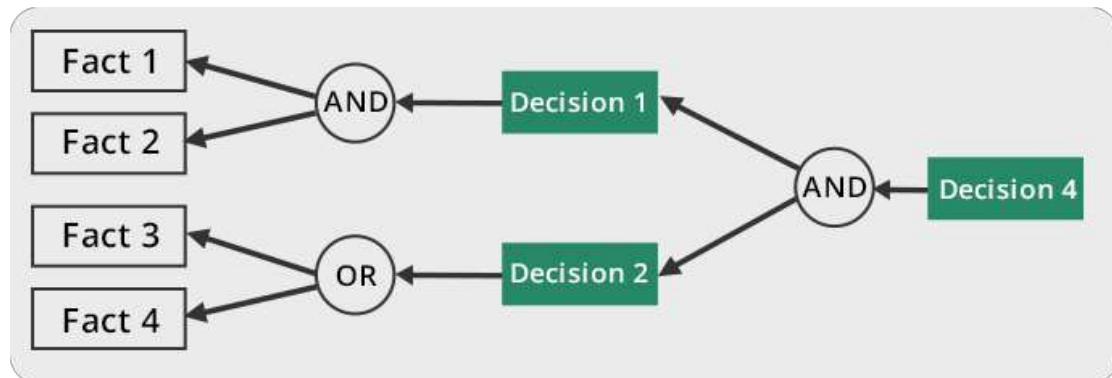 Fact 1
Fact 2
Fact 3
Fact 4
AND
OR
Decision 1
Decision 2
AND
Decision 4